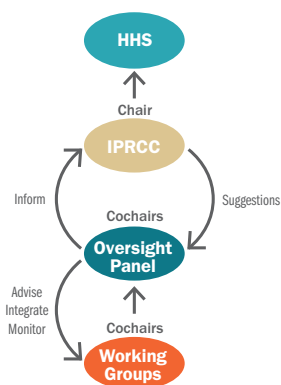 HHS
Chair
IPRCC
Inform
Suggestions
Cochairs
Oversight
Panel
Advise
Integrate
Monitor
Cochairs
Working
Groups